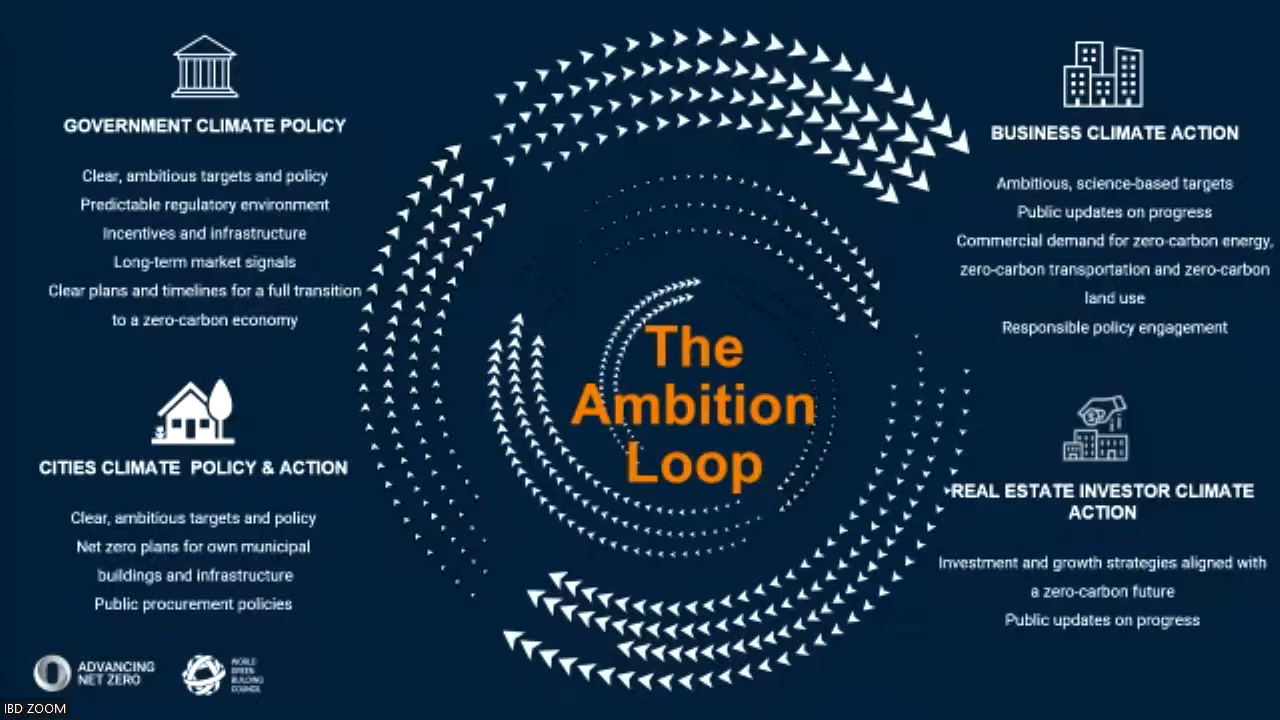 GOVERNMENT CLIMATE POLICY
Clear, ambitious targets and policy
Predictable regulatory environment
Incentives and infrastructure
Long-term market signals
Clear plans and timelines for a full transition
to a zero-carbon economy
CITIES CLIMATE POLICY & ACTION
Clear, ambitious targets and policy
Net zero plans for own municipal
buildings and infrastructure
Public procurement policies
The
Ambition
Loop
BUSINESS CLIMATE ACTION
Ambitious, science-based targets
Public updates on progress
Commercial demand for zero-carbon energy,
zero-carbon transportation and zero-carbon
land use
Responsible policy engagement
REAL ESTATE INVESTOR CLIMATE
ACTION
Investment and growth strategies aligned with
a zero-carbon future
Public updates on progress
ADVANCING
NET ZERO
WORLD
GREEN
BUILDING
COUNCIL
IBD ZOOM